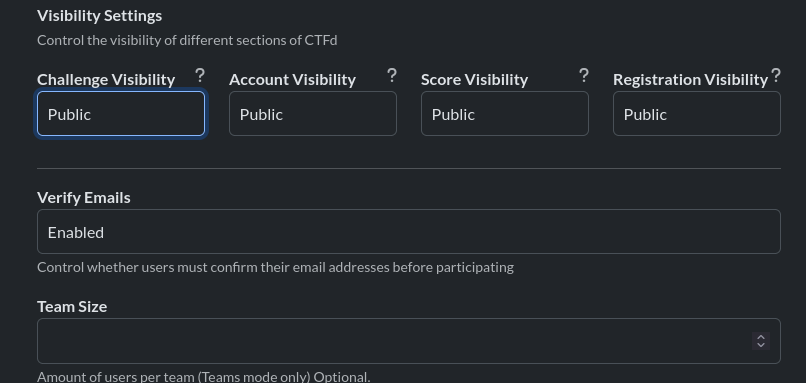 Visibility Settings
Control the visibility of different sections of CTFd
Challenge Visibility ? Account Visibility ? Score Visibility ? Registration Visibility ?
Public Public Public Public
Verify Emails
Enabled
Control whether users must confirm their email addresses before participating
Team Size
Amount of users per team (Teams mode only) Optional.